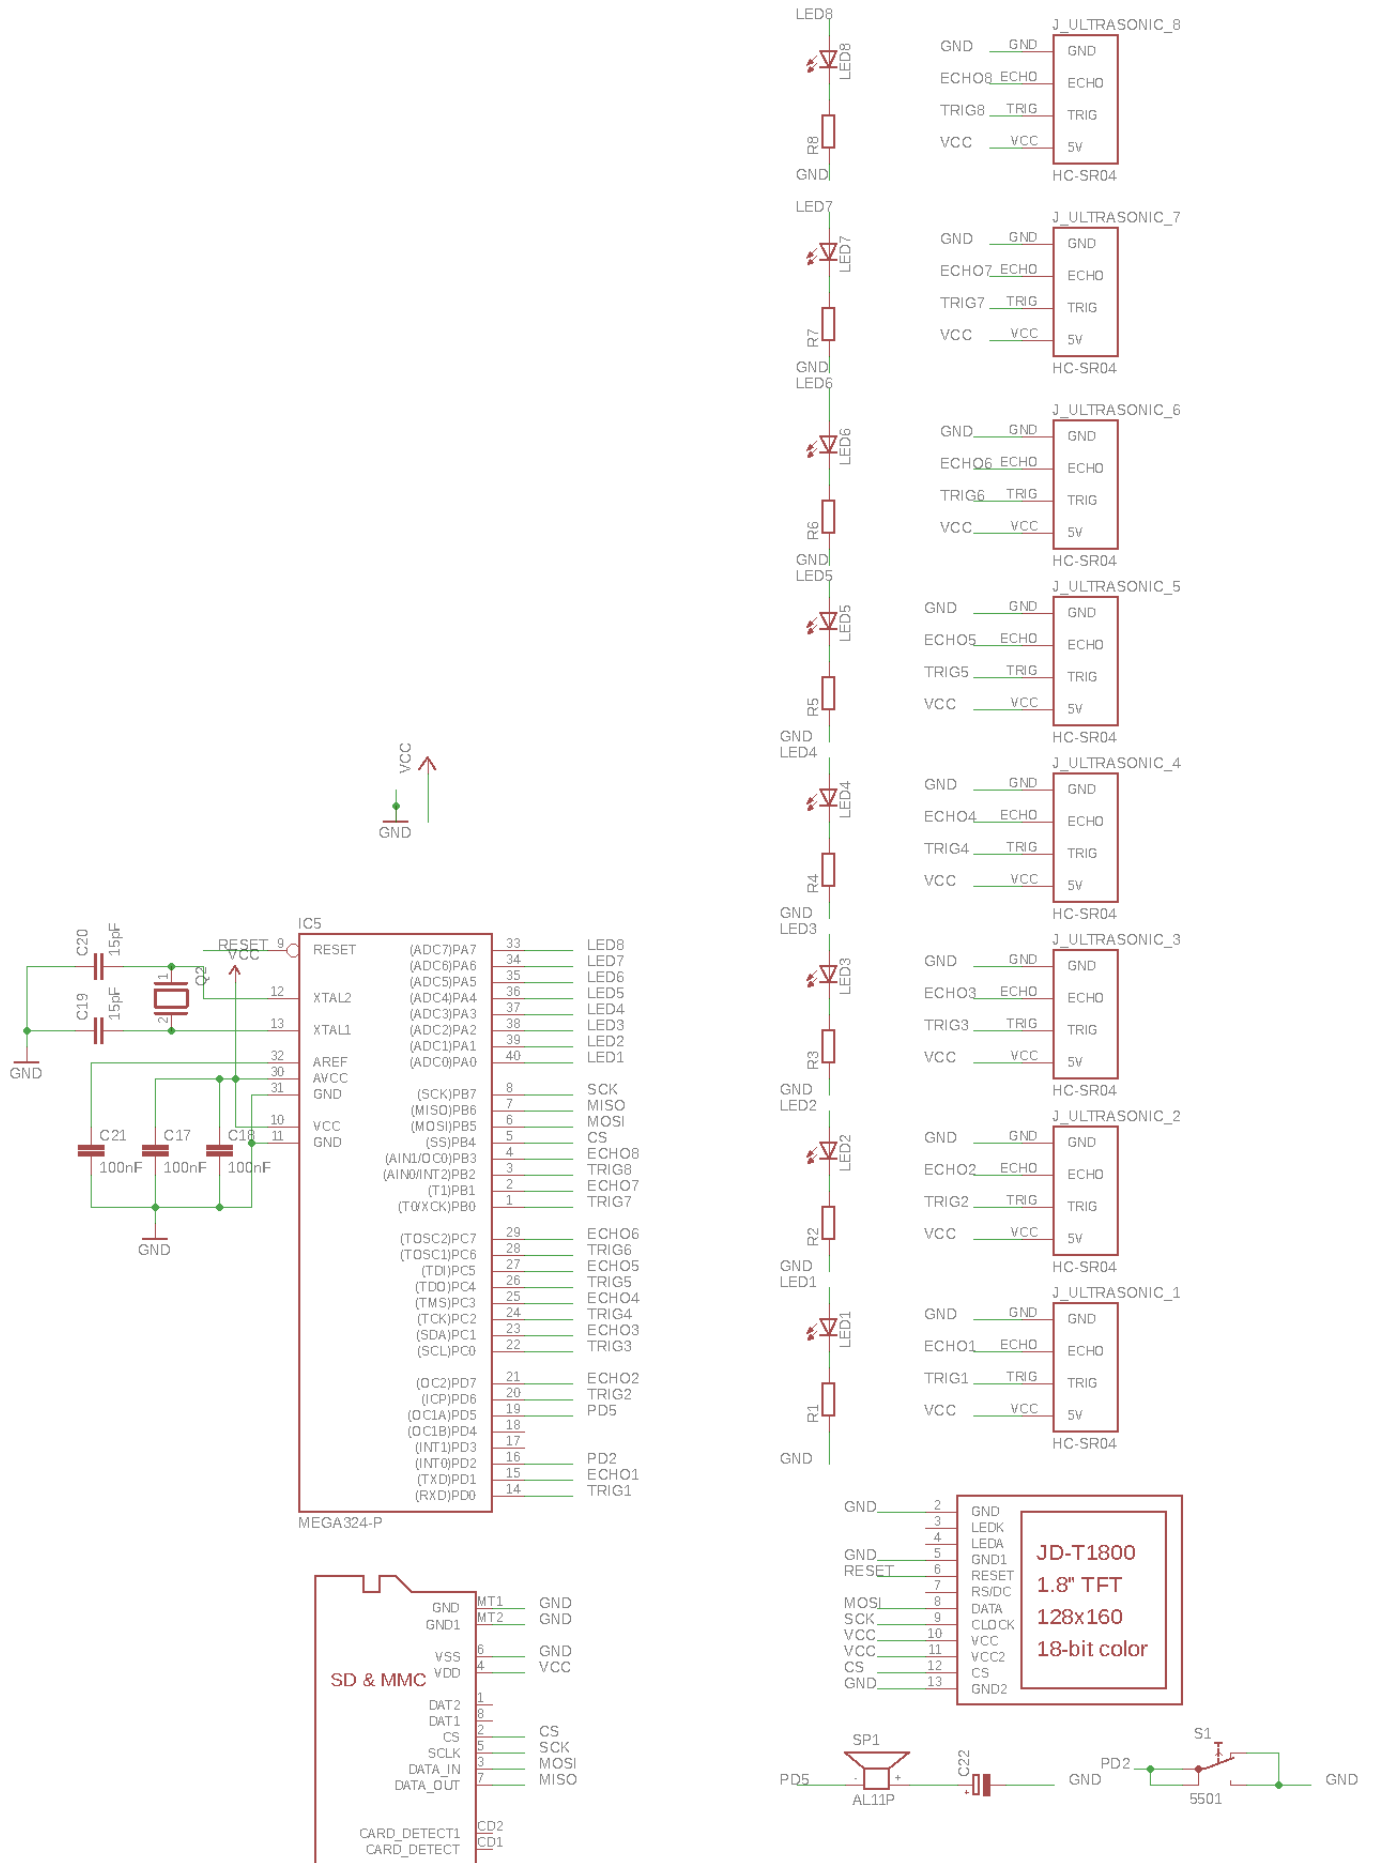 LED8
LED8
R8
GND
J_ULTRASONIC_8
GND GND GND
ECHO8 ECHO ECHO
TRIG8 TRIG TRIG
VCC VCC 5V
HC-SR04
LED7
LED7
R7
GND
J_ULTRASONIC_7
GND GND GND
ECHO7 ECHO ECHO
TRIG7 TRIG TRIG
VCC VCC 5V
HC-SR04
LED6
LED6
R6
GND
J_ULTRASONIC_6
GND GND GND
ECHO6 ECHO ECHO
TRIG6 TRIG TRIG
VCC VCC 5V
HC-SR04
LED5
LED5
R5
GND
J_ULTRASONIC_5
GND GND GND
ECHO5 ECHO ECHO
TRIG5 TRIG TRIG
VCC VCC 5V
HC-SR04
LED4
LED4
R4
GND
J_ULTRASONIC_4
GND GND GND
ECHO4 ECHO ECHO
TRIG4 TRIG TRIG
VCC VCC 5V
HC-SR04
LED3
LED3
R3
GND
J_ULTRASONIC_3
GND GND GND
ECHO3 ECHO ECHO
TRIG3 TRIG TRIG
VCC VCC 5V
HC-SR04
LED2
LED2
R2
GND
J_ULTRASONIC_2
GND GND GND
ECHO2 ECHO ECHO
TRIG2 TRIG TRIG
VCC VCC 5V
HC-SR04
LED1
LED1
R1
GND
J_ULTRASONIC_1
GND GND GND
ECHO1 ECHO ECHO
TRIG1 TRIG TRIG
VCC VCC 5V
HC-SR04
VCC
GND
C20
15pF
C19
15pF
1
2
Q2
GND
RESET
VCC
C21
100nF
C17
100nF
C18
100nF
GND
IC5
9 RESET
12 XTAL2
13 XTAL1
32 AREF
30 AVCC
31 GND
10 VCC
11 GND
(ADC7)PA7 33 LED8
(ADC6)PA6 34 LED7
(ADC5)PA5 35 LED6
(ADC4)PA4 36 LED5
(ADC3)PA3 37 LED4
(ADC2)PA2 38 LED3
(ADC1)PA1 39 LED2
(ADC0)PA0 40 LED1
(SCK)PB7 8 SCK
(MISO)PB6 7 MISO
(MOSI)PB5 6 MOSI
(SS)PB4 5 CS
(AIN1/OC0)PB3 4 ECHO8
(AIN0/INT2)PB2 3 TRIG8
(T1)PB1 2 ECHO7
(T0/XCK)PB0 1 TRIG7
(TOSC2)PC7 29 ECHO6
(TOSC1)PC6 28 TRIG6
(TDI)PC5 27 ECHO5
(TDO)PC4 26 TRIG5
(TMS)PC3 25 ECHO4
(TCK)PC2 24 TRIG4
(SDA)PC1 23 ECHO3
(SCL)PC0 22 TRIG3
(OC2)PD7 21 ECHO2
(ICP)PD6 20 TRIG2
(OC1A)PD5 19 PD5
(OC1B)PD4 18
(INT1)PD3 17
(INT0)PD2 16 PD2
(TXD)PD1 15 ECHO1
(RXD)PD0 14 TRIG1
MEGA324-P
SD & MMC
GND MT1 GND
GND1 MT2 GND
VSS 6 GND
VDD 4 VCC
DAT2 1
DAT1 8
CS 2 CS
SCLK 5 SCK
DATA_IN 3 MOSI
DATA_OUT 7 MISO
CARD_DETECT1 CD2
CARD_DETECT CD1
GND 2 GND
3 LEDK
4 LEDA
GND 5 GND1
RESET 6 RESET
7 RS/DC
MOSI 8 DATA
SCK 9 CLOCK
VCC 10 VCC
VCC 11 VCC2
CS 12 CS
GND 13 GND2
JD-T1800
1.8" TFT
128x160
18-bit color
SP1
PD5
- +
AL11P
C22
+
GND
S1
PD2
5501
GND